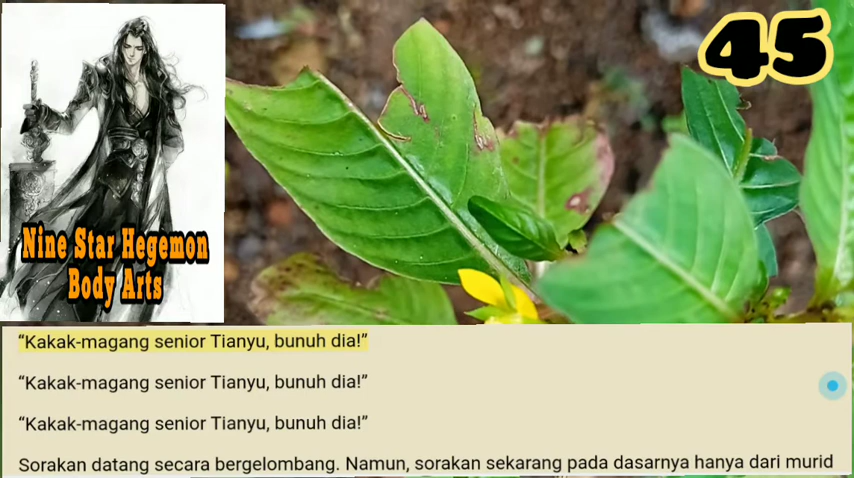 45
Nine Star Hegemon
Body Arts
“Kakak-magang senior Tianyu, bunuh dia!”
“Kakak-magang senior Tianyu, bunuh dia!”
“Kakak-magang senior Tianyu, bunuh dia!”
Sorakan datang secara bergelombang. Namun, sorakan sekarang pada dasarnya hanya dari murid